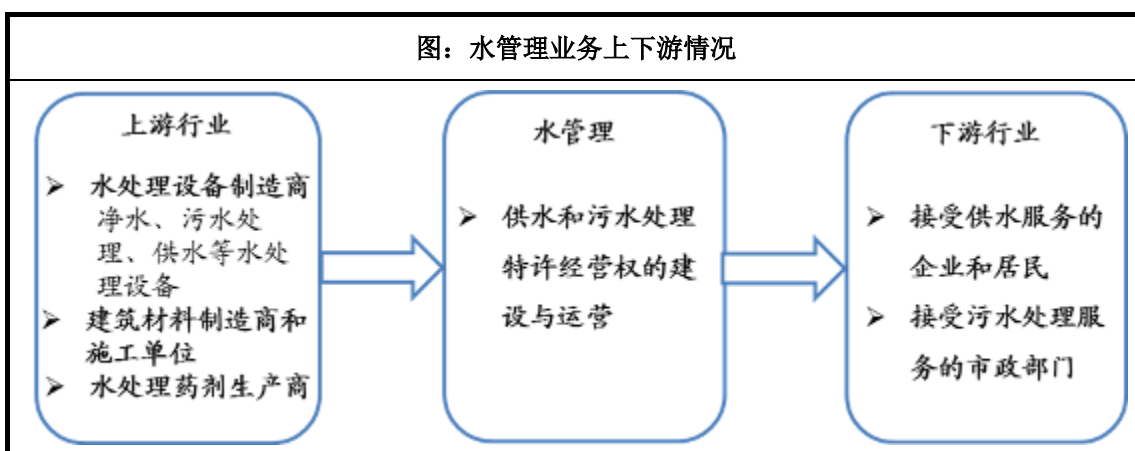 图：水管理业务上下游情况
上游行业
➢ 水处理设备制造商
净水、污水处
理、供水等水处
理设备
➢ 建筑材料制造商和
施工单位
➢ 水处理药剂生产商
水管理
➢ 供水和污水处理
特许经营权的建
设与运营
下游行业
➢ 接受供水服务的
企业和居民
➢ 接受污水处理服
务的市政部门